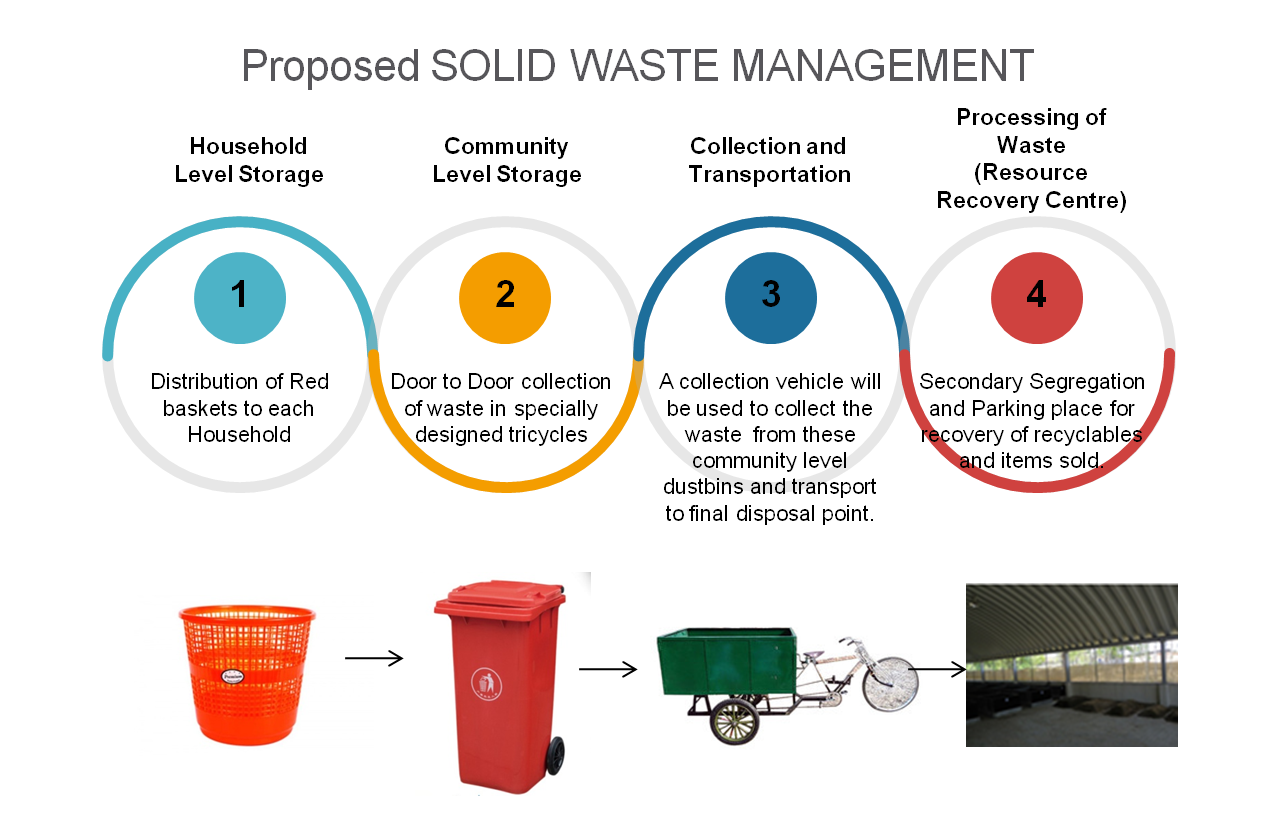 Proposed SOLID WASTE MANAGEMENT
Household
Level Storage
Community
Level Storage
Collection and
Transportation
Processing of
Waste
(Resource
Recovery Centre)
1
2
3
4
Distribution of Red
baskets to each
Household
Door to Door collection
of waste in specially
designed tricycles
A collection vehicle will
be used to collect the
waste from these
community level
dustbins and transport
to final disposal point.
Secondary Segregation
and Parking place for
recovery of recyclables
and items sold.